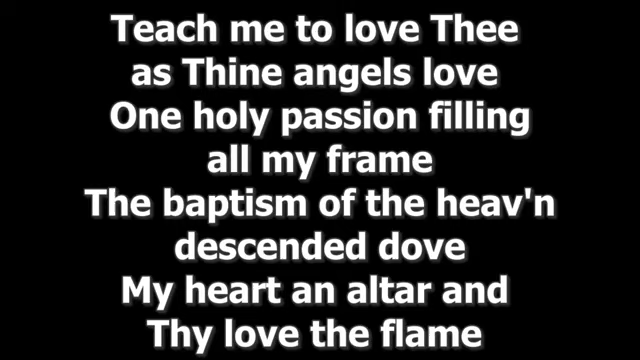 Teach me to love Thee
as Thine angels love
One holy passion filling
all my frame
The baptism of the heav'n
descended dove
My heart an altar and
Thy love the flame